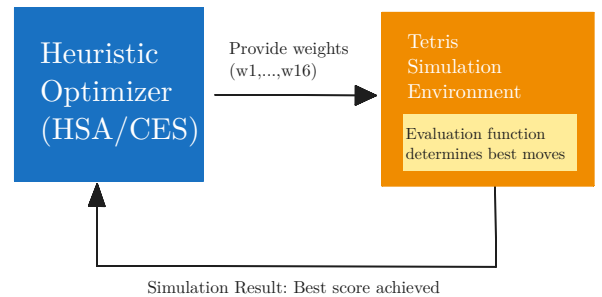 Heuristic
Optimizer
(HSA/CES)
Provide weights
(w1,...,w16)
Tetris
Simulation
Environment
Evaluation function
determines best moves
Simulation Result: Best score achieved